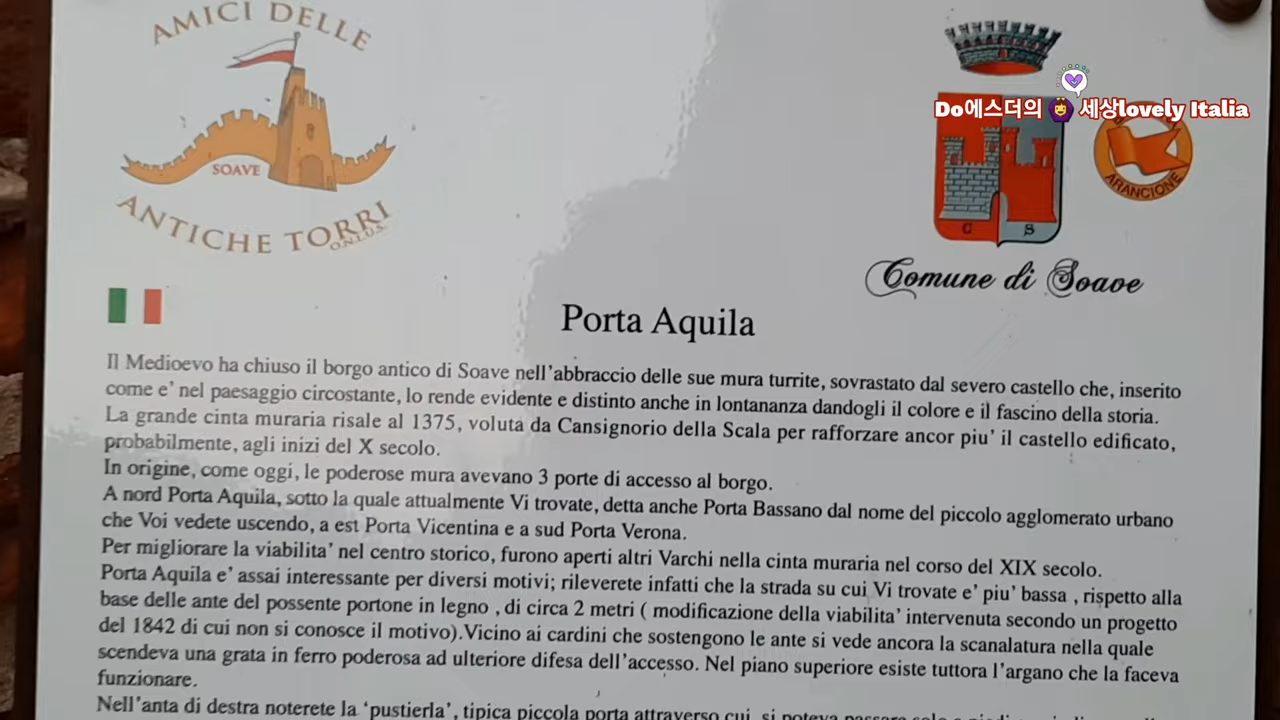 AMICI DELLE
SOAVE
ANTICHE TORRI
O.N.L.U.S.
Do에스더의 세상lovely Italia
ARANCIONE
C S
Comune di Soave
Porta Aquila
Il Medioevo ha chiuso il borgo antico di Soave nell'abbraccio delle sue mura turrite, sovrastato dal severo castello che, inserito
come e' nel paesaggio circostante, lo rende evidente e distinto anche in lontananza dandogli il colore e il fascino della storia.
La grande cinta muraria risale al 1375, voluta da Cansignorio della Scala per rafforzare ancor piu' il castello edificato,
probabilmente, agli inizi del X secolo.
In origine, come oggi, le poderose mura avevano 3 porte di accesso al borgo.
A nord Porta Aquila, sotto la quale attualmente Vi trovate, detta anche Porta Bassano dal nome del piccolo agglomerato urbano
che Voi vedete uscendo, a est Porta Vicentina e a sud Porta Verona.
Per migliorare la viabilita' nel centro storico, furono aperti altri Varchi nella cinta muraria nel corso del XIX secolo.
Porta Aquila e' assai interessante per diversi motivi; rileverete infatti che la strada su cui Vi trovate e' piu' bassa , rispetto alla
base delle ante del possente portone in legno , di circa 2 metri ( modificazione della viabilita' intervenuta secondo un progetto
del 1842 di cui non si conosce il motivo).Vicino ai cardini che sostengono le ante si vede ancora la scanalatura nella quale
scendeva una grata in ferro poderosa ad ulteriore difesa dell'accesso. Nel piano superiore esiste tuttora l'argano che la faceva
funzionare.
Nell'anta di destra noterete la 'pustierla', tipica piccola porta attraverso cui si poteva passare solo a piedi